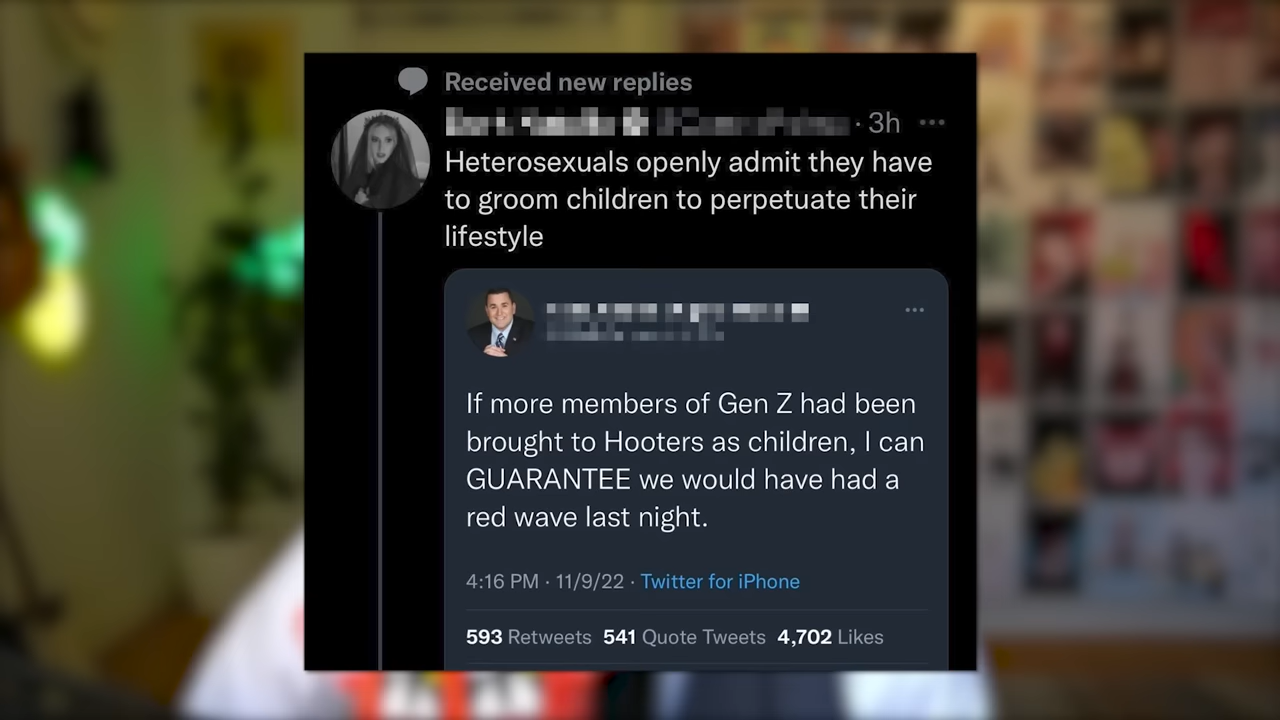 Received new replies
· 3h ···
Heterosexuals openly admit they have
to groom children to perpetuate their
lifestyle
···
If more members of Gen Z had been
brought to Hooters as children, I can
GUARANTEE we would have had a
red wave last night.
4:16 PM · 11/9/22 · Twitter for iPhone
593 Retweets 541 Quote Tweets 4,702 Likes